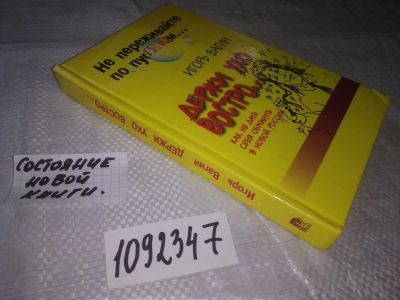 Не переживайте
по пустякам...
ИГОРЬ ВАГИН
ДЕРЖИ УХО
ВОСТРО...
КАК НЕ ДАТЬ
СЕБЯ ОБМАНУТЬ
В НОВОЙ РОССИИ
Игорь Вагин ДЕРЖИ УХО ВОСТРО...
СОСТОЯНИЕ
НОВОЙ
КНИГИ.
1092347